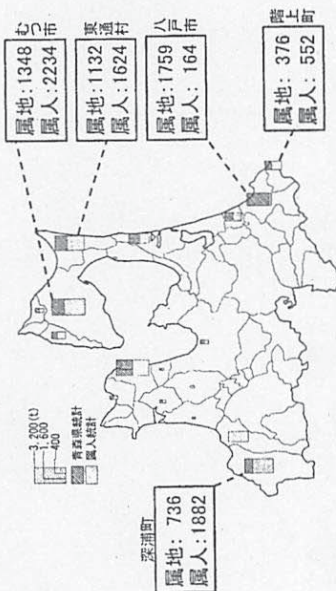 むつ市
属地: 1348
属人: 2234
東通村
属地: 1132
属人: 1624
八戸市
属地: 1759
属人: 164
階上町
属地: 376
属人: 552
3,200(t)
1,600
400
青森県統計
属人統計
深浦町
属地: 736
属人: 1882